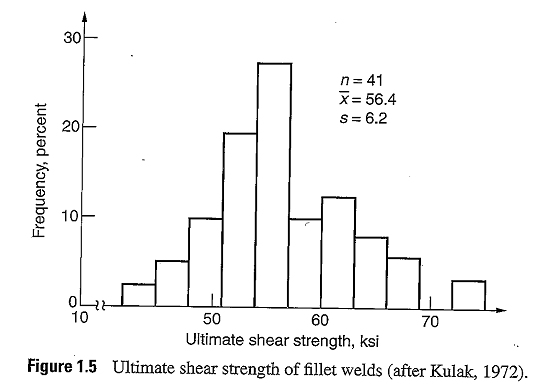 30
20
10
0
Frequency, percent
n = 41
x̅ = 56.4
s = 6.2
10
50
60
70
Ultimate shear strength, ksi
Figure 1.5 Ultimate shear strength of fillet welds (after Kulak, 1972).